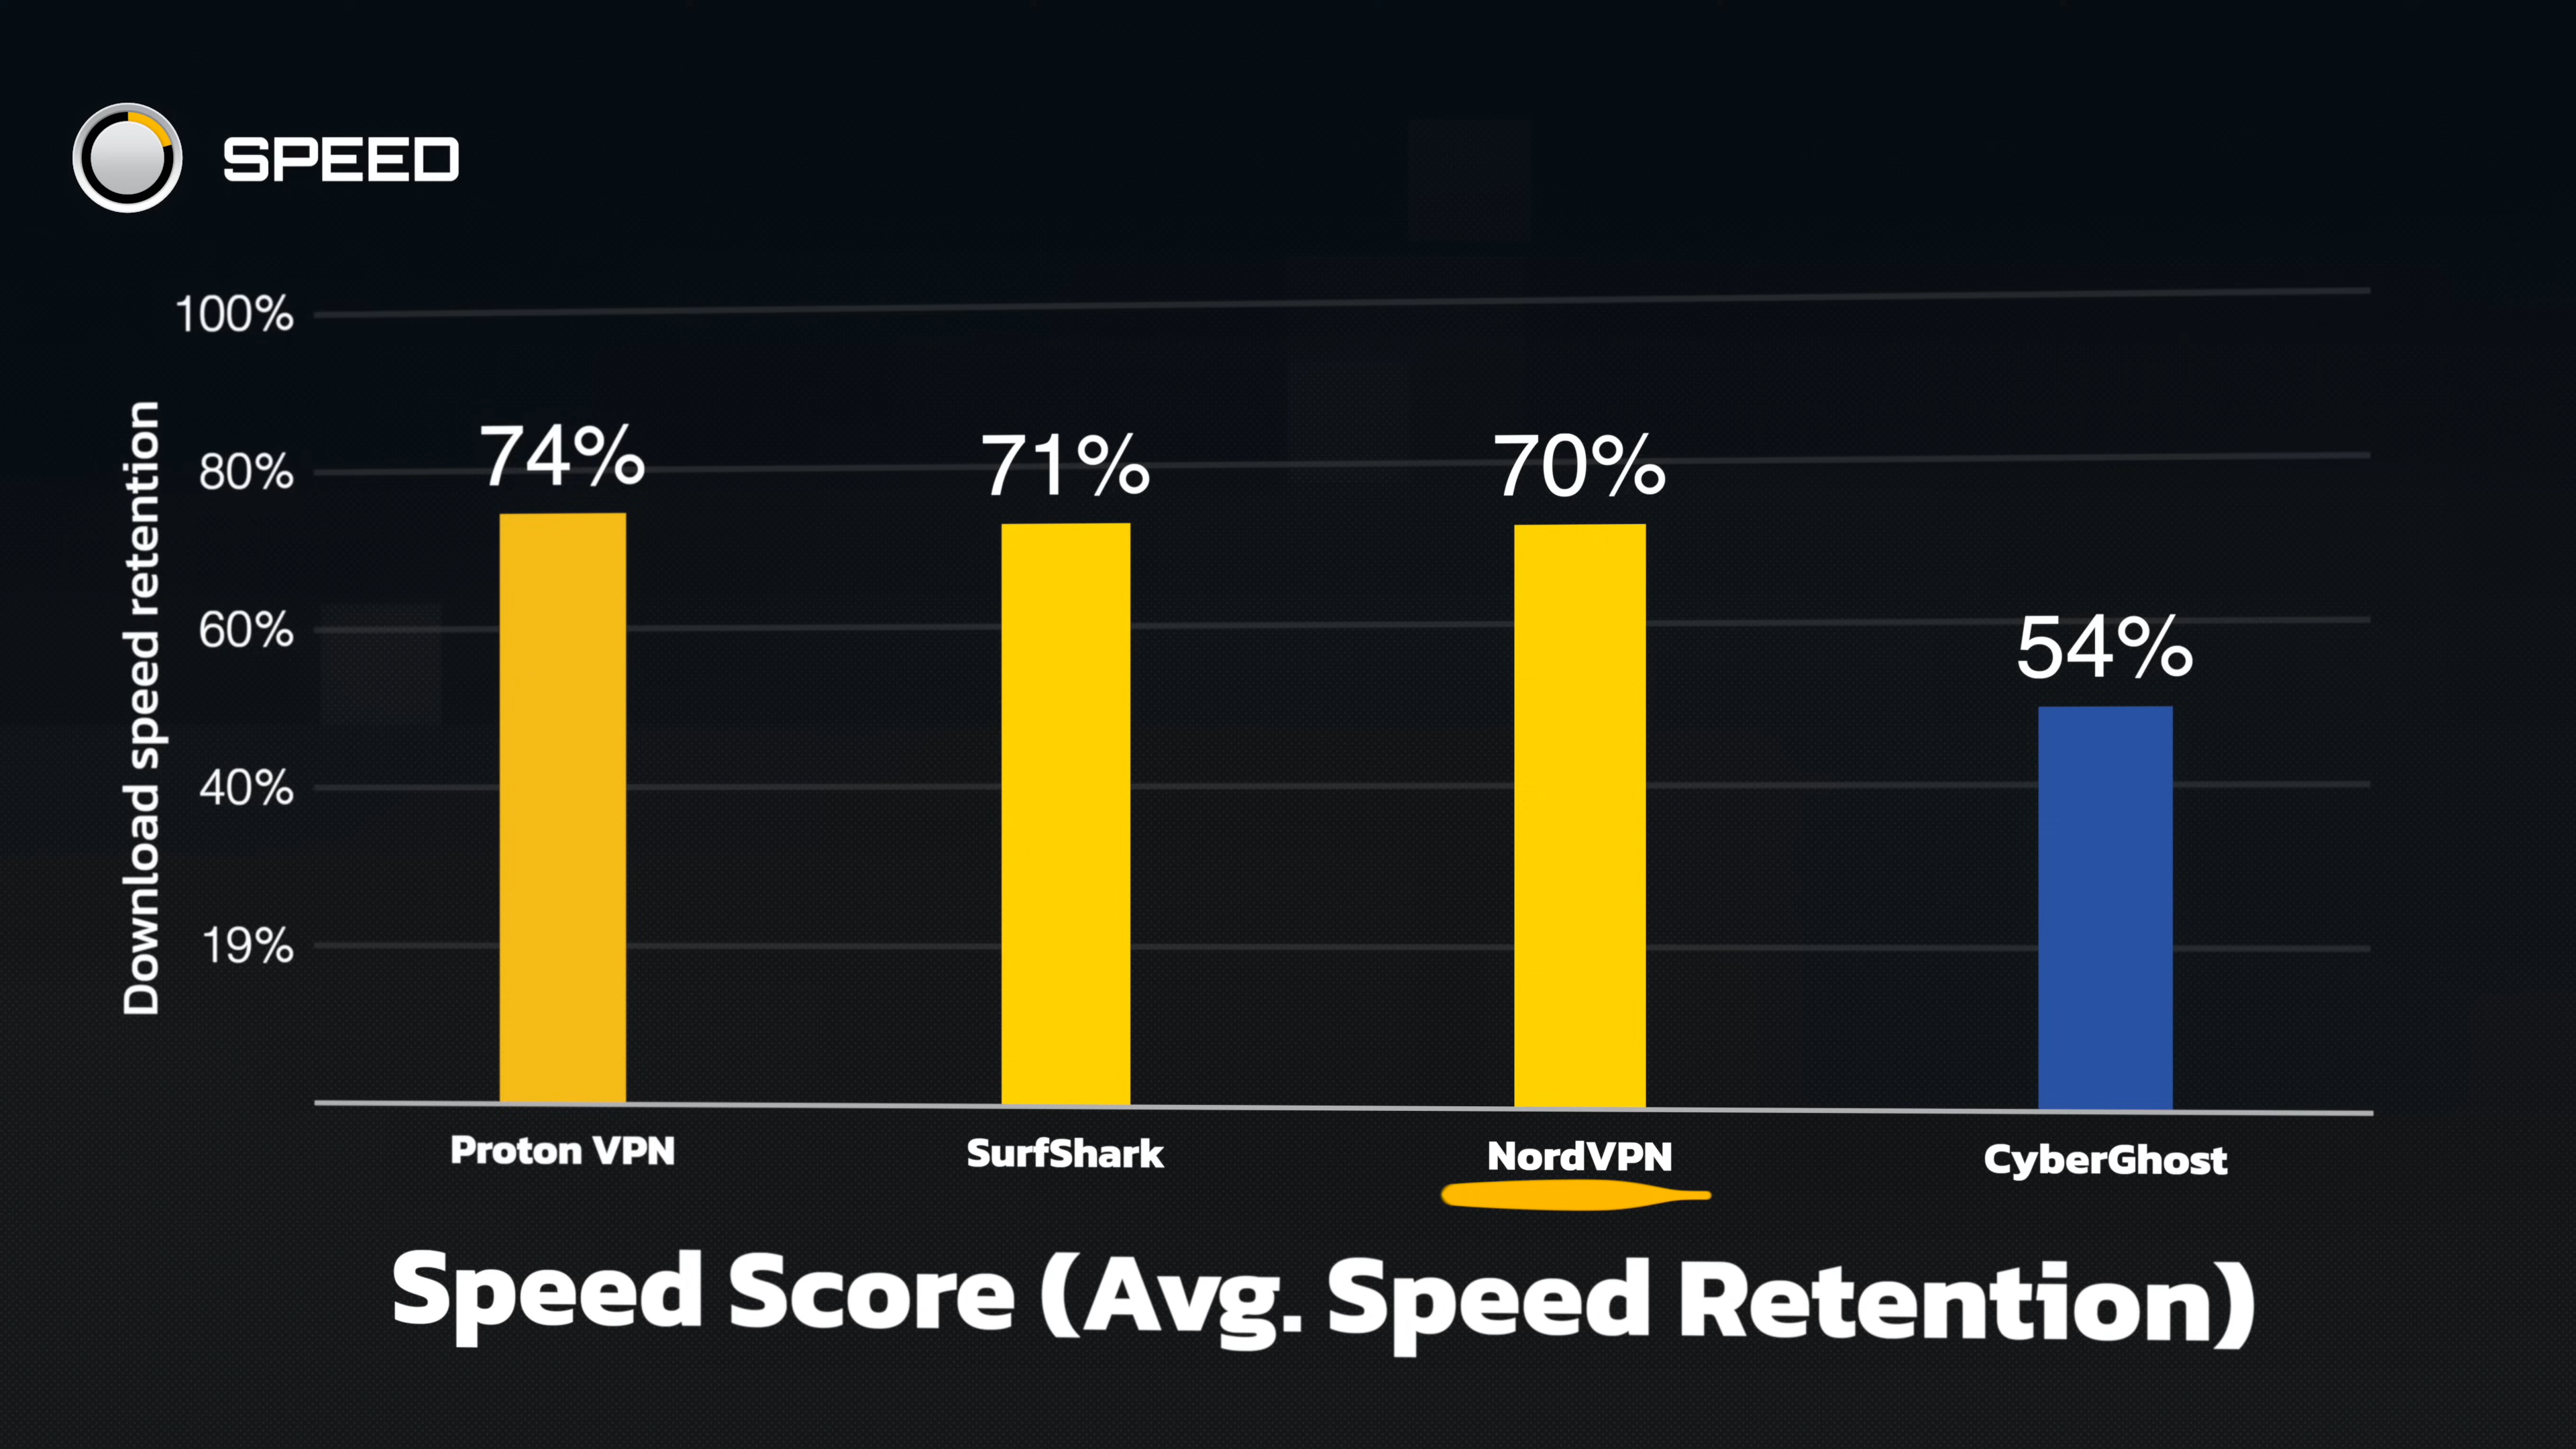 SPEED
100%
80%
60%
40%
19%
Download speed retention
74%
71%
70%
54%
Proton VPN
SurfShark
NordVPN
CyberGhost
Speed Score (Avg. Speed Retention)